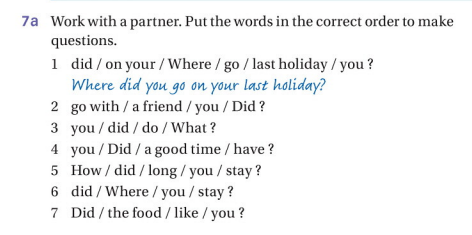 7a Work with a partner. Put the words in the correct order to make
questions.
1 did / on your / Where / go / last holiday / you ?
Where did you go on your last holiday?
2 go with / a friend / you / Did ?
3 you / did / do / What ?
4 you / Did / a good time / have ?
5 How / did / long / you / stay ?
6 did / Where / you / stay ?
7 Did / the food / like / you ?